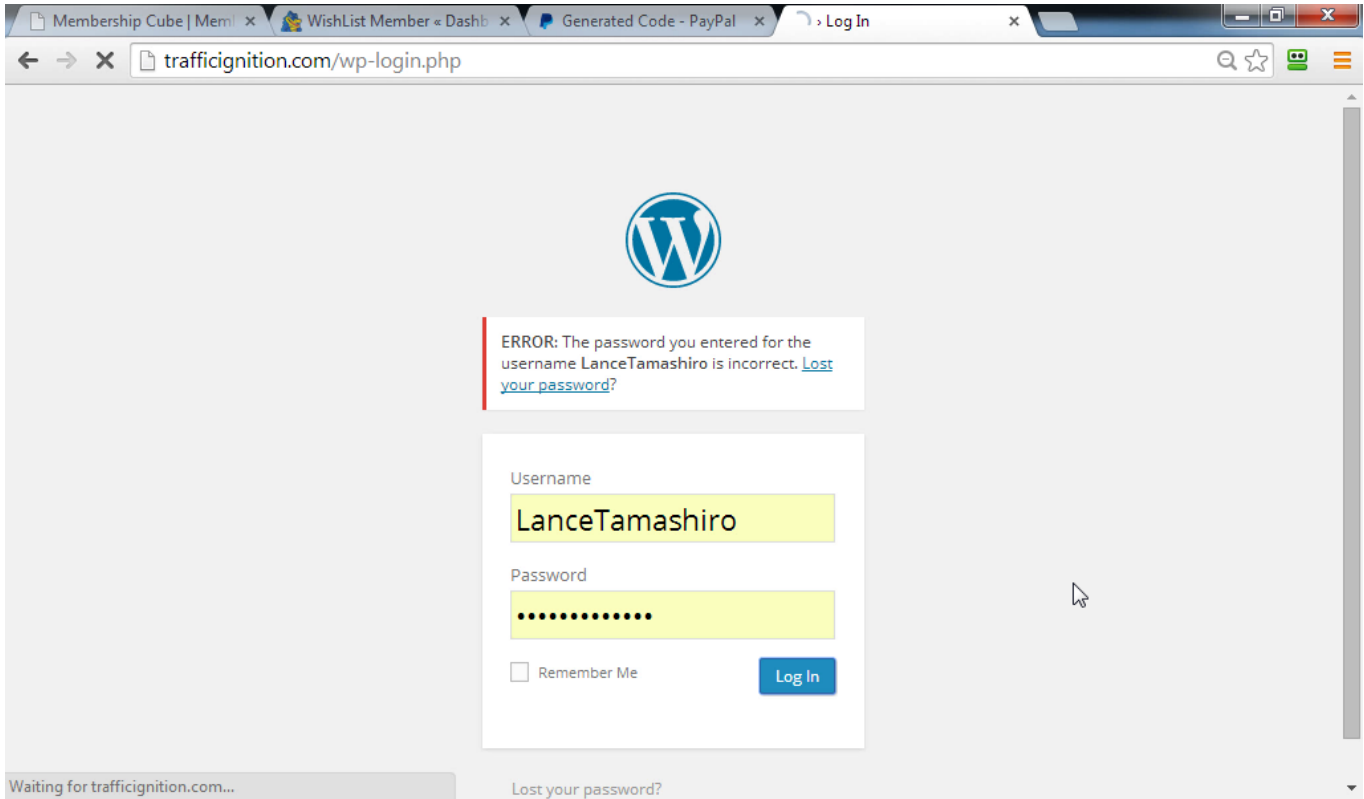 Membership Cube | Meml
WishList Member « Dashb
Generated Code - PayPal
› Log In
trafficignition.com/wp-login.php
ERROR: The password you entered for the
username LanceTamashiro is incorrect. Lost
your password?
Username
LanceTamashiro
Password
•••••••••••••
Remember Me
Log In
Waiting for trafficignition.com...
Lost your password?